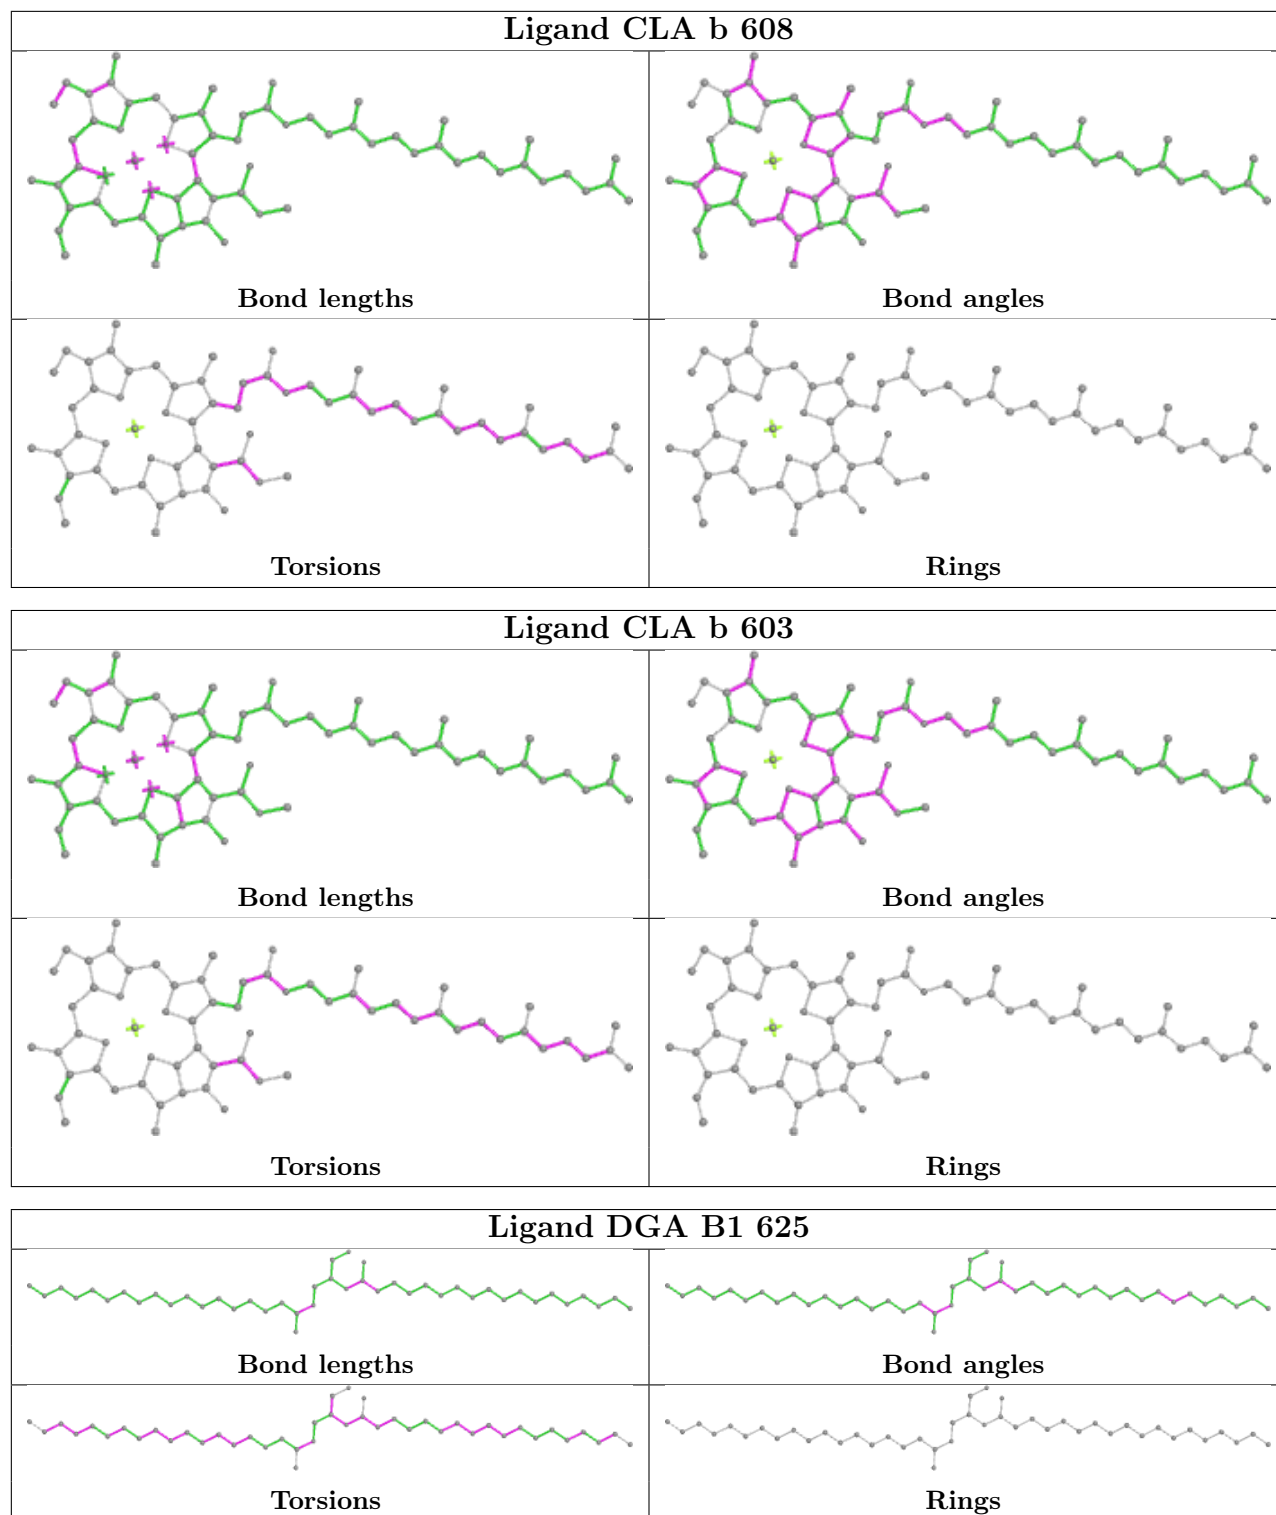 Ligand CLA b 608
Bond lengths
Bond angles
Torsions
Rings
Ligand CLA b 603
Bond lengths
Bond angles
Torsions
Rings
Ligand DGA B1 625
Bond lengths
Bond angles
Torsions
Rings